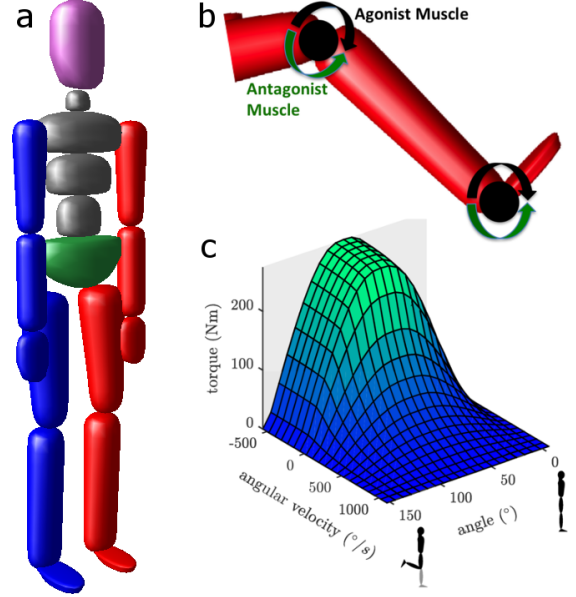 a
b
Agonist Muscle
Antagonist
Muscle
c
torque (Nm)
200
100
0
-500
0
500
1000
angular velocity (°/s)
150
100
50
0
angle (°)